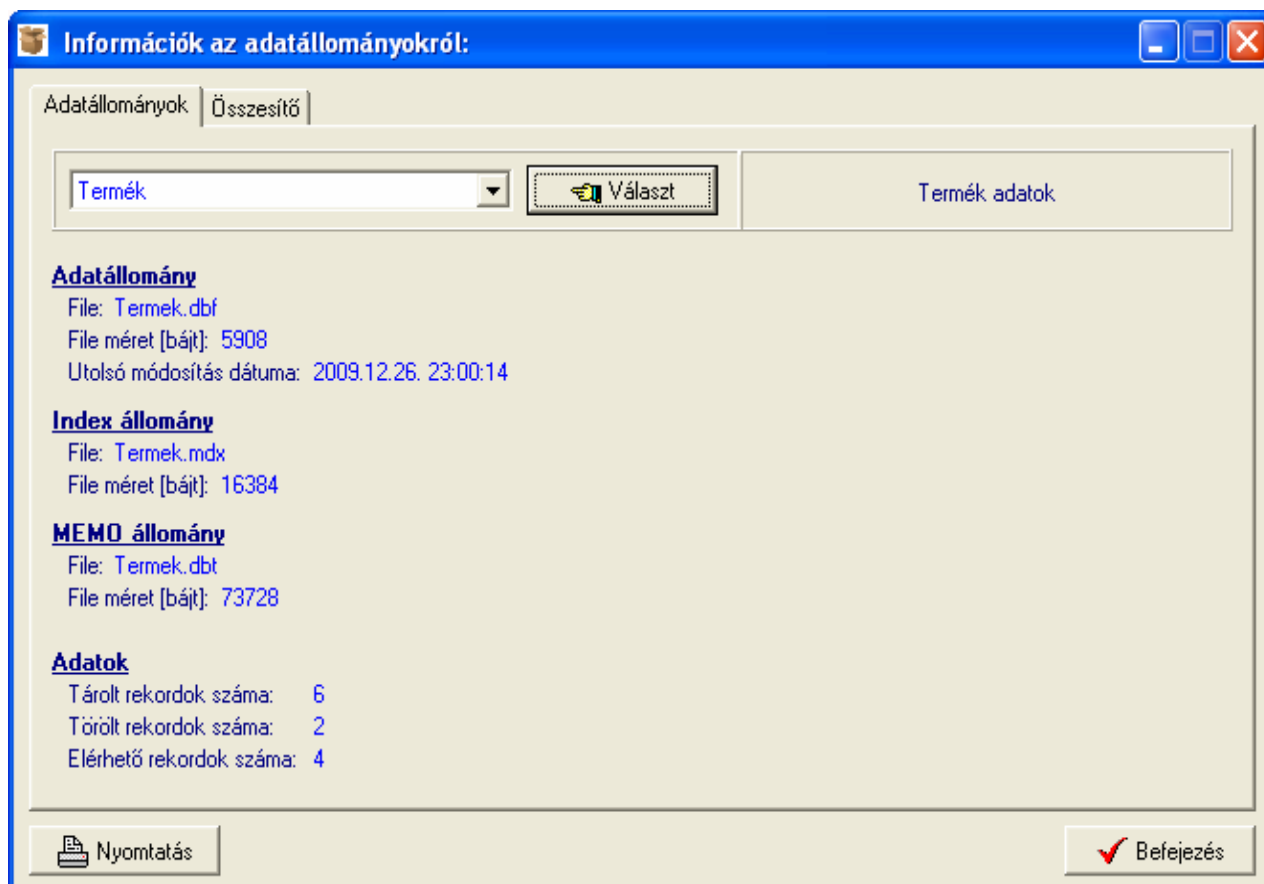 Információk az adatállományokról:
Adatállományok Összesítő
Termék Választ Termék adatok
Adatállomány
File: Termek.dbf
File méret [bájt]: 5908
Utolsó módosítás dátuma: 2009.12.26. 23:00:14
Index állomány
File: Termek.mdx
File méret [bájt]: 16384
MEMO állomány
File: Termek.dbt
File méret [bájt]: 73728
Adatok
Tárolt rekordok száma: 6
Törölt rekordok száma: 2
Elérhető rekordok száma: 4
Nyomtatás Befejezés